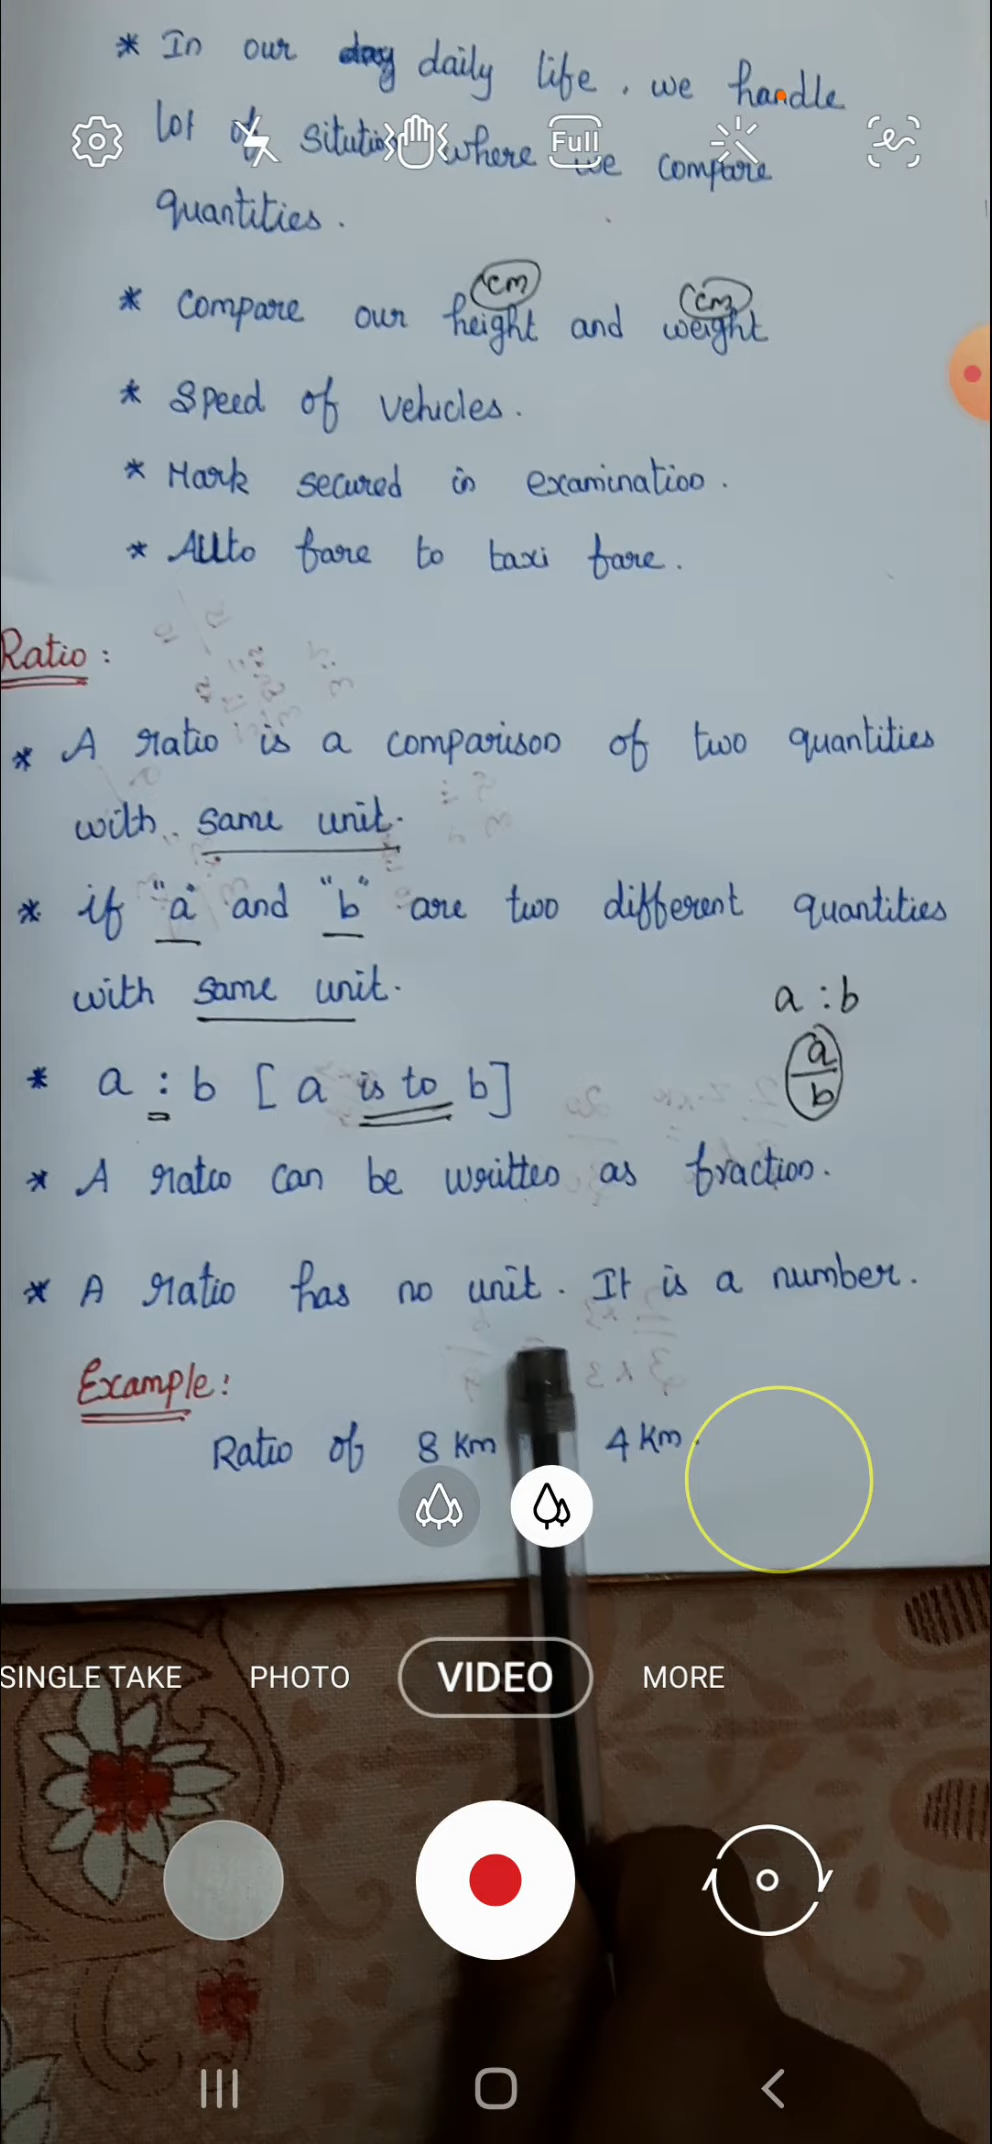 * In our day daily life, we handle
lot of situtio where we compare
quantities.
cm cm
* Compare our height and weight
* Speed of vehicles.
* Mark secured in examination.
* Auto fare to taxi fare.
Ratio :
* A ratio is a comparison of two quantities
with same unit.
* if "a" and "b" are two different quantities
with same unit.
a : b
* a : b [ a is to b ]
a
b
* A ratio can be written as fraction.
* A ratio has no unit. It is a number.
Example :
Ratio of 8 km 4 km.
Full
SINGLE TAKE PHOTO VIDEO MORE